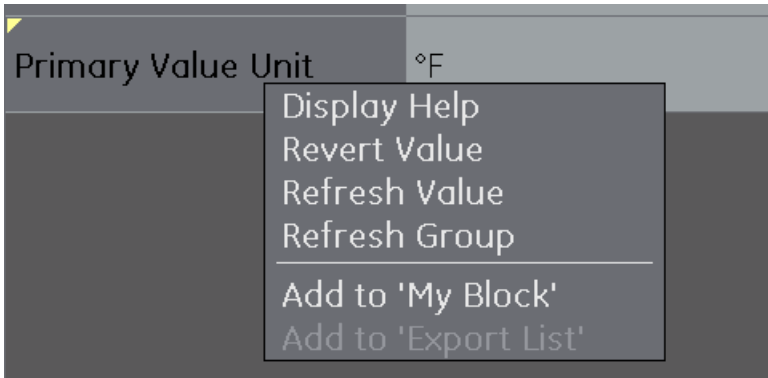 Primary Value Unit °F
Display Help
Revert Value
Refresh Value
Refresh Group
Add to 'My Block'
Add to 'Export List'